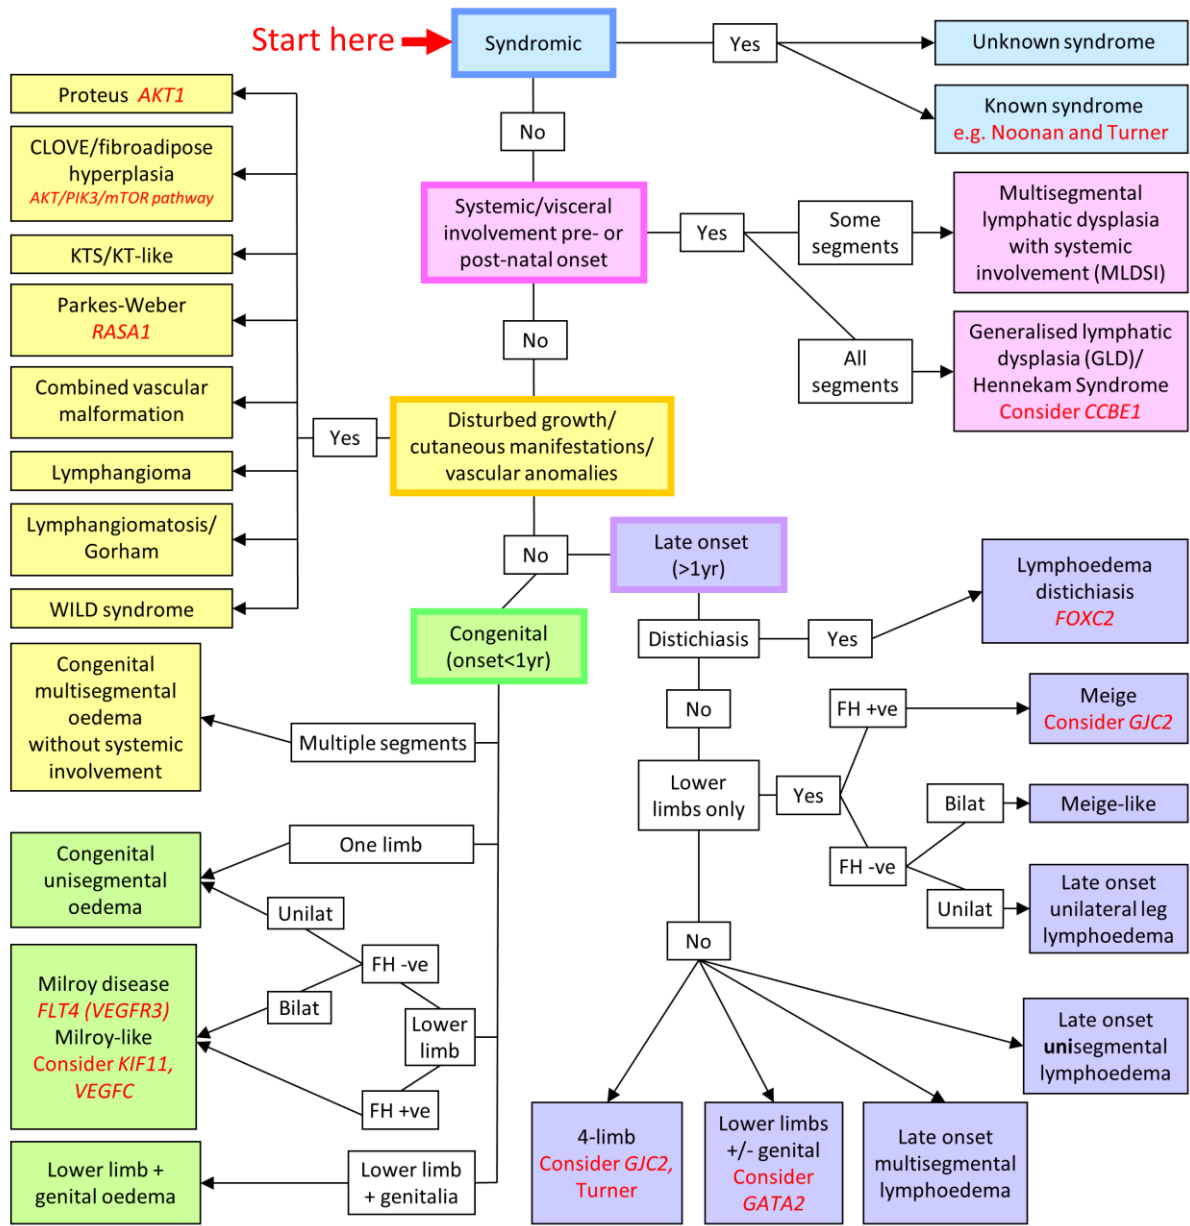 Start here
Syndromic
Yes
Unknown syndrome
Known syndrome
e.g. Noonan and Turner
No
Systemic/visceral
involvement pre- or
post-natal onset
Yes
Some
segments
Multisegmental
lymphatic dysplasia
with systemic
involvement (MLDSI)
All
segments
Generalised lymphatic
dysplasia (GLD)/
Hennekam Syndrome
Consider CCBE1
No
Disturbed growth/
cutaneous manifestations/
vascular anomalies
Yes
Proteus AKT1
CLOVE/fibroadipose
hyperplasia
AKT/PIK3/mTOR pathway
KTS/KT-like
Parkes-Weber
RASA1
Combined vascular
malformation
Lymphangioma
Lymphangiomatosis/
Gorham
WILD syndrome
No
Late onset
(>1yr)
Distichiasis
Yes
Lymphoedema
distichiasis
FOXC2
No
Lower
limbs only
Yes
FH +ve
Meige
Consider GJC2
FH -ve
Bilat
Meige-like
Unilat
Late onset
unilateral leg
lymphoedema
No
Late onset
unisegmental
lymphoedema
4-limb
Consider GJC2,
Turner
Lower limbs
+/- genital
Consider
GATA2
Late onset
multisegmental
lymphoedema
Congenital
(onset<1yr)
Multiple segments
Congenital
multisegmental
oedema
without systemic
involvement
One limb
Congenital
unisegmental
oedema
Unilat
FH -ve
Bilat
Lower
limb
FH +ve
Milroy disease
FLT4 (VEGFR3)
Milroy-like
Consider KIF11,
VEGFC
Lower limb
+ genitalia
Lower limb +
genital oedema